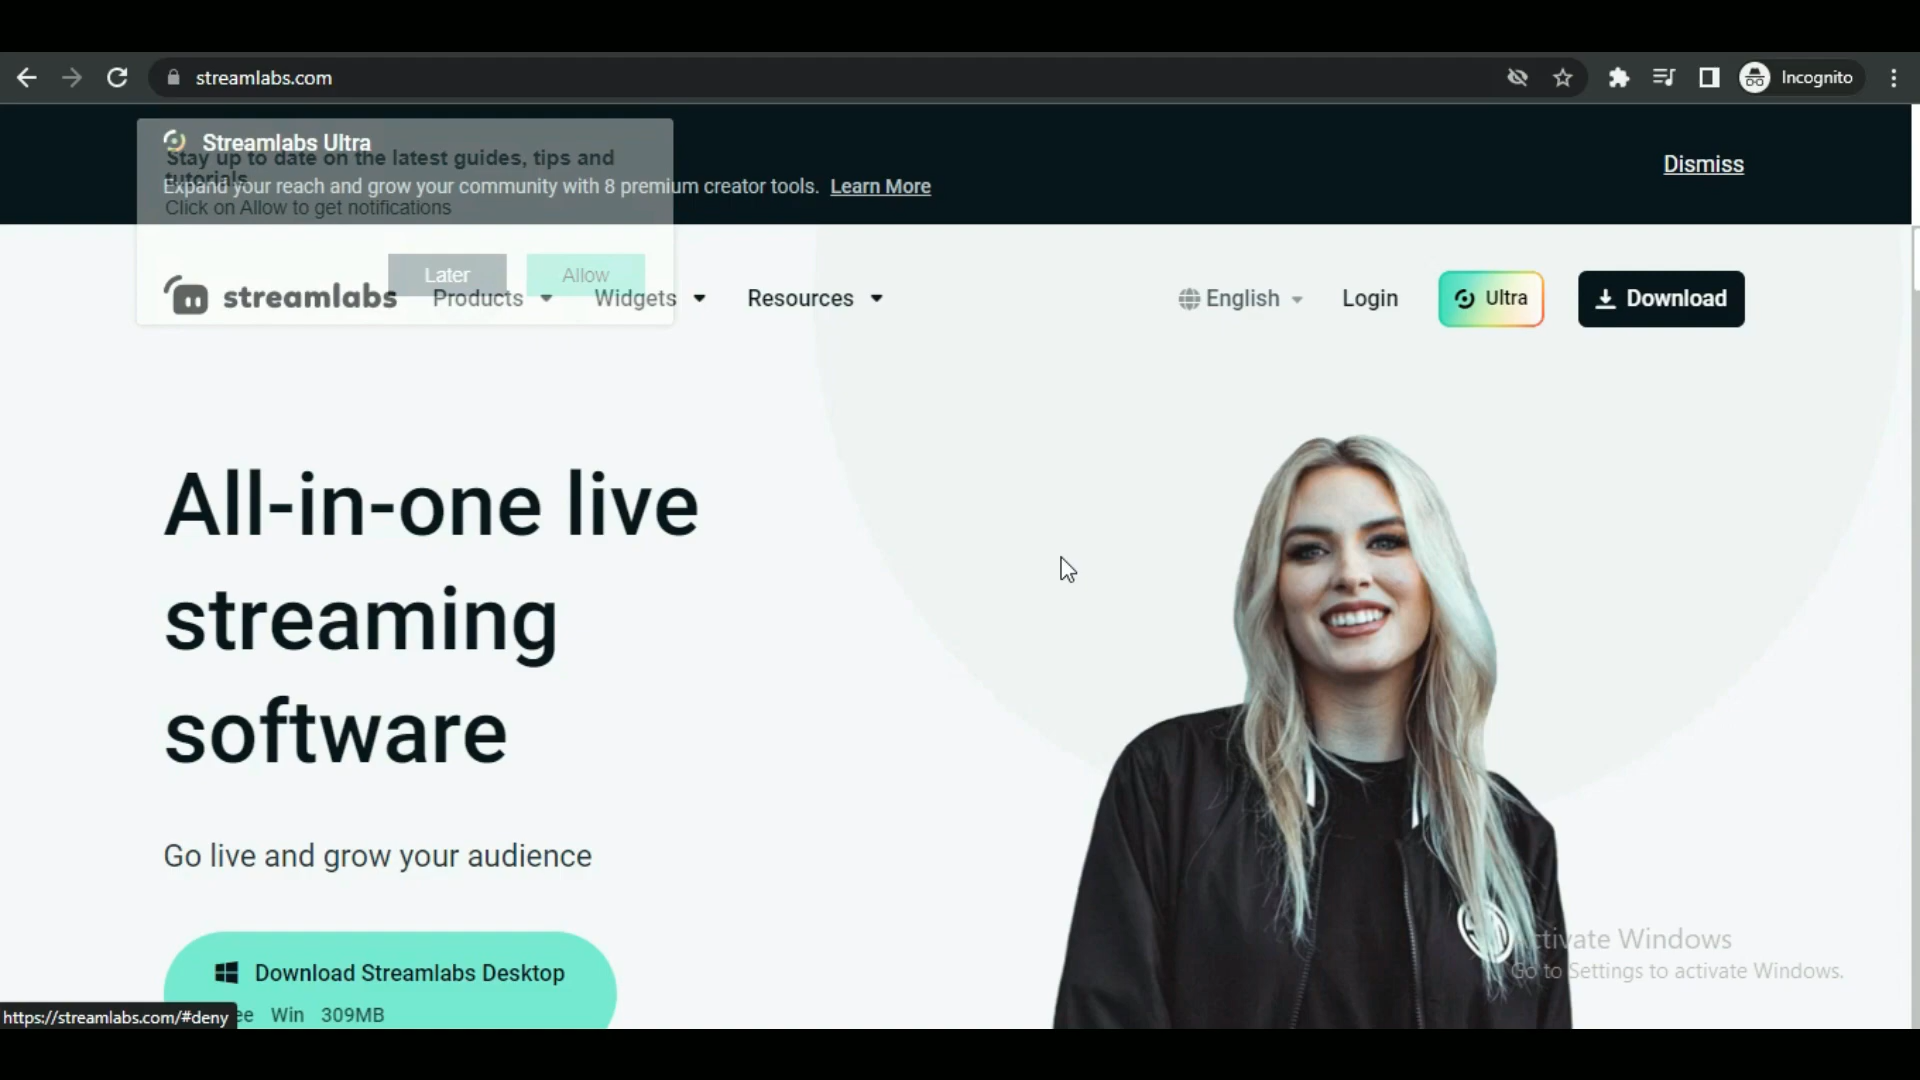 streamlabs.com
Incognito
Streamlabs Ultra
Stay up to date on the latest guides, tips and
tutorials
Expand your reach and grow your community with 8 premium creator tools. Learn More
Dismiss
Click on Allow to get notifications
Later
Allow
streamlabs
Products
Widgets
Resources
English
Login
Ultra
Download
All-in-one live
streaming
software
Go live and grow your audience
Download Streamlabs Desktop
Win 309MB
Activate Windows
Go to Settings to activate Windows.
https://streamlabs.com/#deny